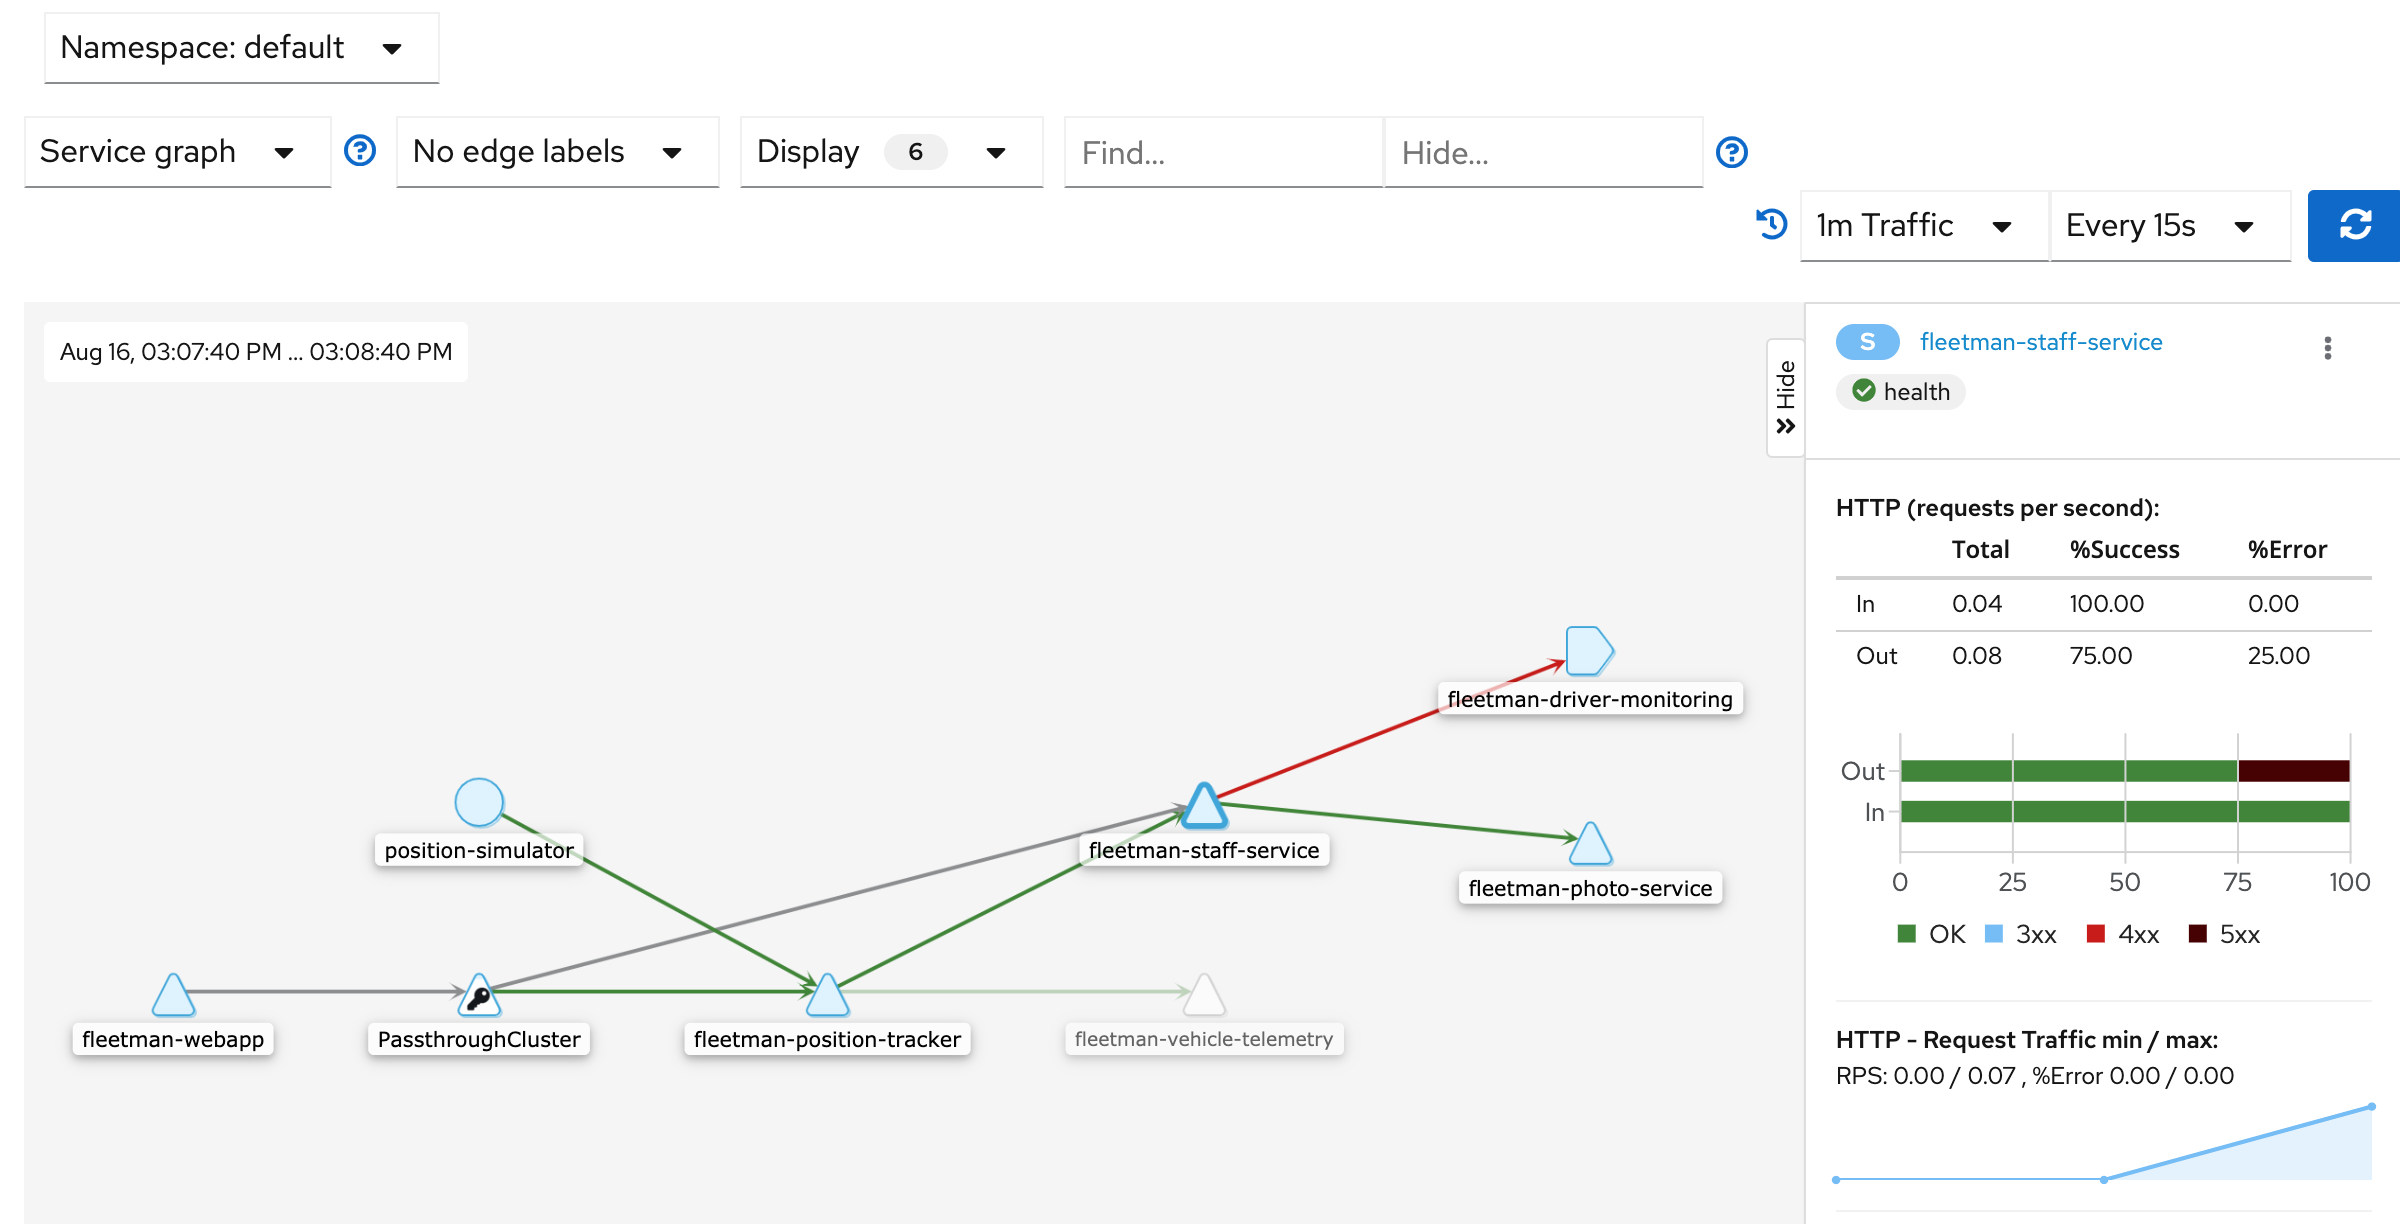 Namespace: default
Service graph
No edge labels
Display 6
Find...
Hide...
1m Traffic
Every 15s
Aug 16, 03:07:40 PM ... 03:08:40 PM
Hide
S fleetman-staff-service
health
HTTP (requests per second):
Total %Success %Error
In 0.04 100.00 0.00
Out 0.08 75.00 25.00
Out
In
0 25 50 75 100
OK 3xx 4xx 5xx
HTTP - Request Traffic min / max:
RPS: 0.00 / 0.07 , %Error 0.00 / 0.00
fleetman-driver-monitoring
position-simulator
fleetman-staff-service
fleetman-photo-service
fleetman-webapp
PassthroughCluster
fleetman-position-tracker
fleetman-vehicle-telemetry